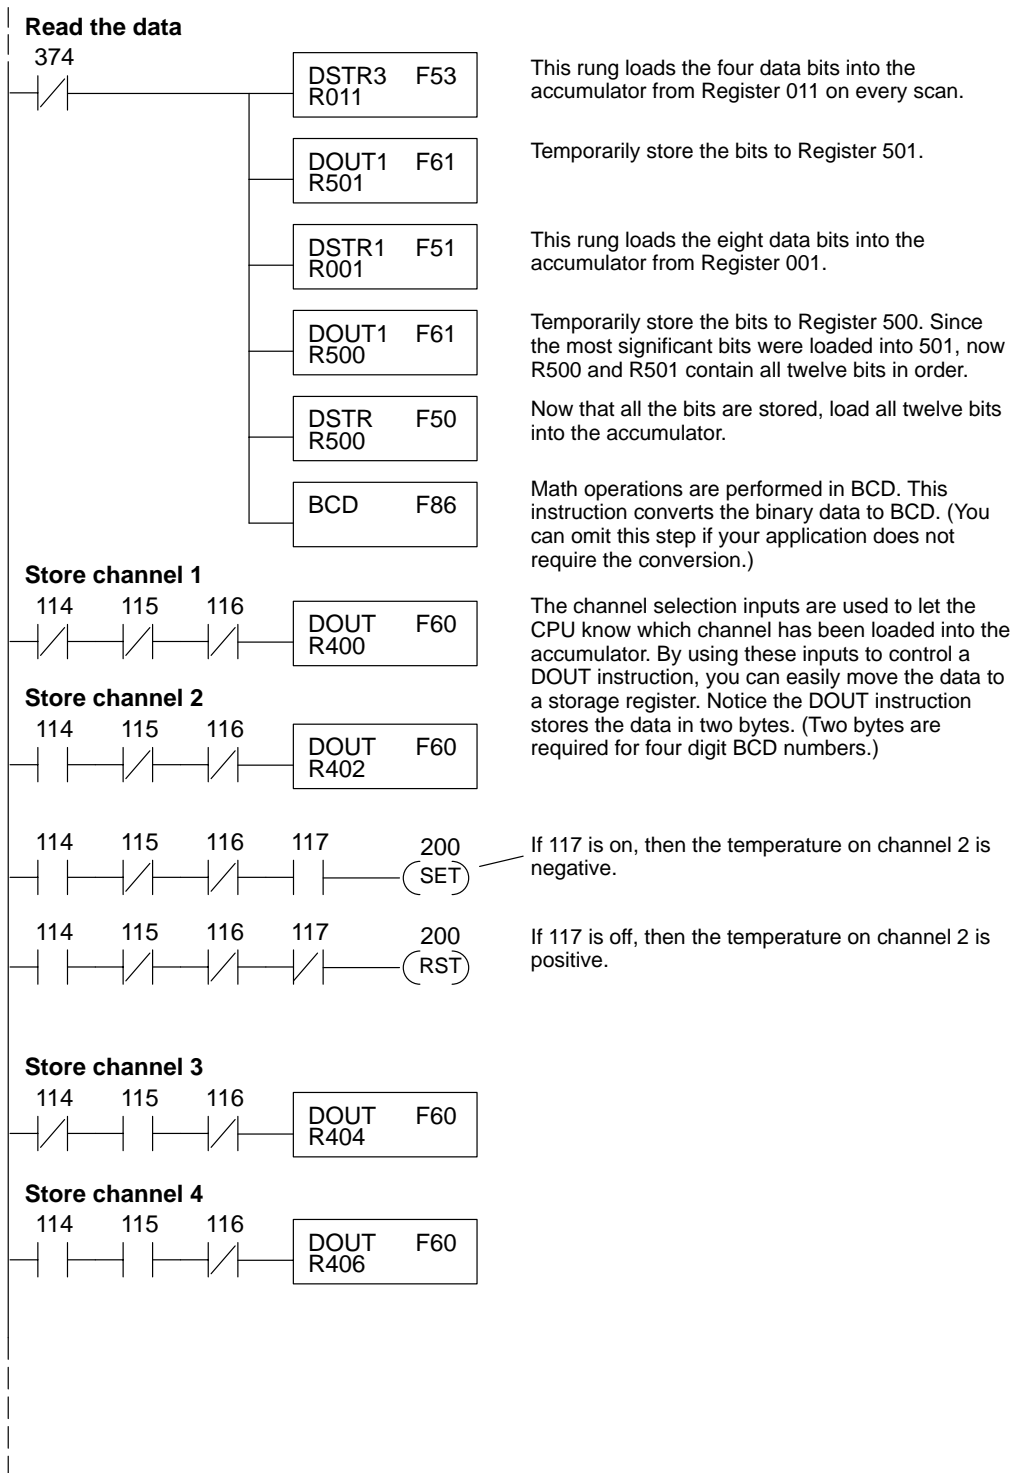 Read the data
374
DSTR3 F53
R011
This rung loads the four data bits into the
accumulator from Register 011 on every scan.
DOUT1 F61
R501
Temporarily store the bits to Register 501.
DSTR1 F51
R001
This rung loads the eight data bits into the
accumulator from Register 001.
DOUT1 F61
R500
Temporarily store the bits to Register 500. Since
the most significant bits were loaded into 501, now
R500 and R501 contain all twelve bits in order.
DSTR F50
R500
Now that all the bits are stored, load all twelve bits
into the accumulator.
BCD F86
Math operations are performed in BCD. This
instruction converts the binary data to BCD. (You
can omit this step if your application does not
require the conversion.)
Store channel 1
114 115 116
DOUT F60
R400
The channel selection inputs are used to let the
CPU know which channel has been loaded into the
accumulator. By using these inputs to control a
DOUT instruction, you can easily move the data to
a storage register. Notice the DOUT instruction
stores the data in two bytes. (Two bytes are
required for four digit BCD numbers.)
Store channel 2
114 115 116
DOUT F60
R402
114 115 116 117 200
SET
If 117 is on, then the temperature on channel 2 is
negative.
114 115 116 117 200
RST
If 117 is off, then the temperature on channel 2 is
positive.
Store channel 3
114 115 116
DOUT F60
R404
Store channel 4
114 115 116
DOUT F60
R406